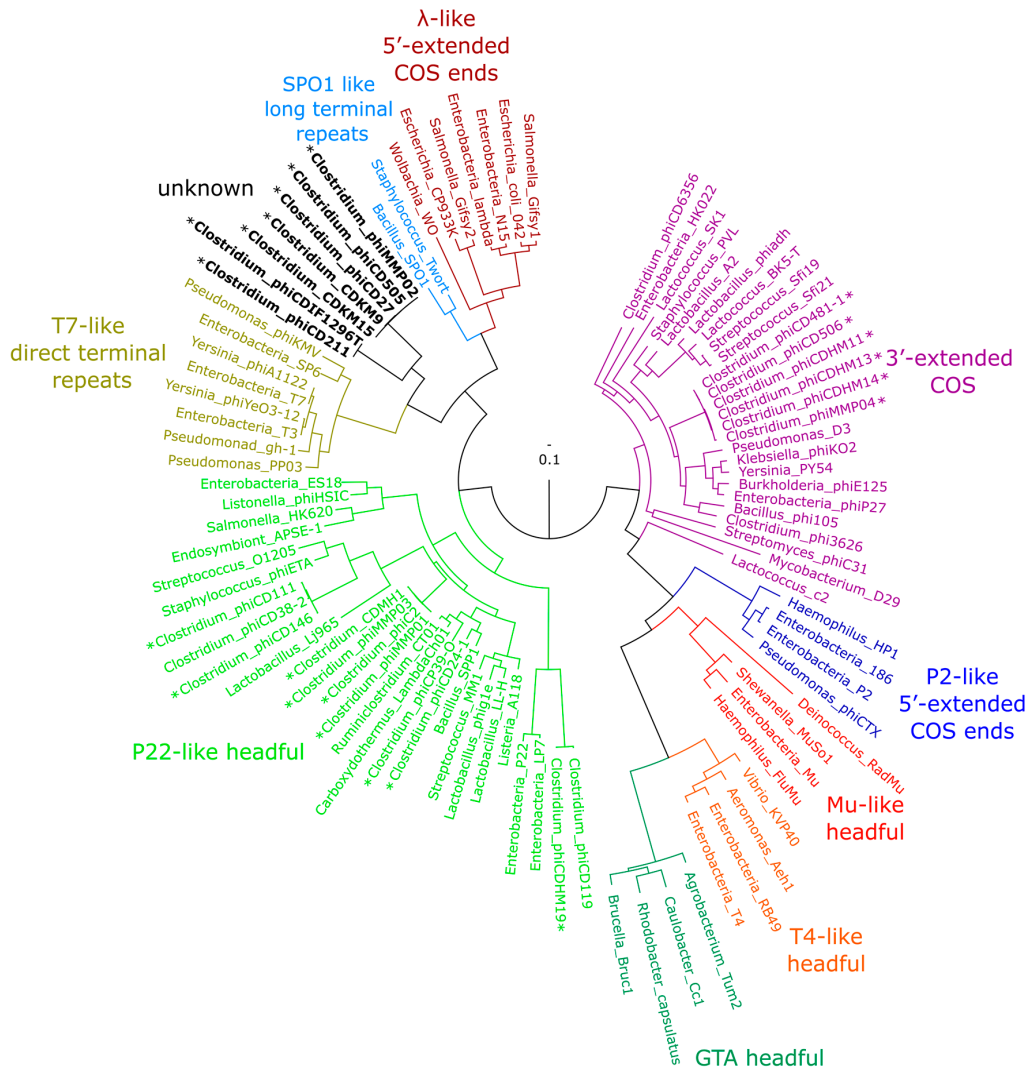 λ-like
5’-extended
COS ends
SPO1 like
long terminal
repeats
unknown
T7-like
direct terminal
repeats
P22-like headful
3’-extended
COS
P2-like
5’-extended
COS ends
Mu-like
headful
T4-like
headful
GTA headful
-
0.1
Salmonella_Gifsy1
Escherichia_coli_042
Enterobacteria_N15
Enterobacteria_lambda
Salmonella_Gifsy2
Escherichia_CP933K
Wolbachia_WO
Staphylococcus_Twort
Bacillus_SPO1
*Clostridium_phiMMP02
*Clostridium_phiCD505
*Clostridium_phiCD27
*Clostridium_CDKM9
*Clostridium_CDKM15
*Clostridium_phiCDIF1296T
*Clostridium_phiCD211
Pseudomonas_phiKMV
Enterobacteria_SP6
Yersinia_phiA1122
Enterobacteria_T7
Yersinia_phiYeO3-12
Enterobacteria_T3
Pseudomonad_gh-1
Pseudomonas_PP03
Enterobacteria_ES18
Listonella_phiHSIC
Salmonella_HK620
Endosymbiont_APSE-1
Streptococcus_O1205
Staphylococcus_phiETA
*Clostridium_phiCD111
Clostridium_phiCD38-2
*Clostridium_phiCD146
Lactobacillus_Lj965
*Clostridium_CDMH1
*Clostridium_phiMMP03
*Clostridium_phiC2
*Clostridium_phiMMP01
Ruminiclostridium_CT01
Carboxydothermus_LambdaCh01
*Clostridium_phiCP39-O
*Clostridium_phiCD24-1
Bacillus_SPP1
Streptococcus_MM1
Lactobacillus_phig1e
Lactobacillus_LL-H
Listeria_A118
Enterobacteria_P22
Enterobacteria_LP7
Clostridium_phiCDHM19*
Clostridium_phiCD119
Clostridium_phiCD6356
Enterobacteria_HK022
Lactococcus_SK1
Staphylococcus_PVL
Lactobacillus_A2
Lactobacillus_phiadh
Lactococcus_BK5-T
Streptococcus_Sfi19
Streptococcus_Sfi21
Clostridium_phiCD481-1*
Clostridium_phiCD506*
Clostridium_phiCDHM11*
Clostridium_phiCDHM13*
Clostridium_phiCDHM14*
Clostridium_phiMMP04*
Pseudomonas_D3
Klebsiella_phiKO2
Yersinia_PY54
Burkholderia_phiE125
Enterobacteria_phiP27
Bacillus_phi105
Clostridium_phi3626
Streptomyces_phiC31
Mycobacterium_D29
Lactococcus_c2
Haemophilus_HP1
Enterobacteria_186
Enterobacteria_P2
Pseudomonas_phiCTX
Deinococcus_RadMu
Shewanella_MuSo1
Enterobacteria_Mu
Haemophilus_FluMu
Vibrio_KVP40
Aeromonas_Aeh1
Enterobacteria_RB49
Enterobacteria_T4
Agrobacterium_Tum2
Caulobacter_Cc1
Rhodobacter_capsulatus
Brucella_Bruc1